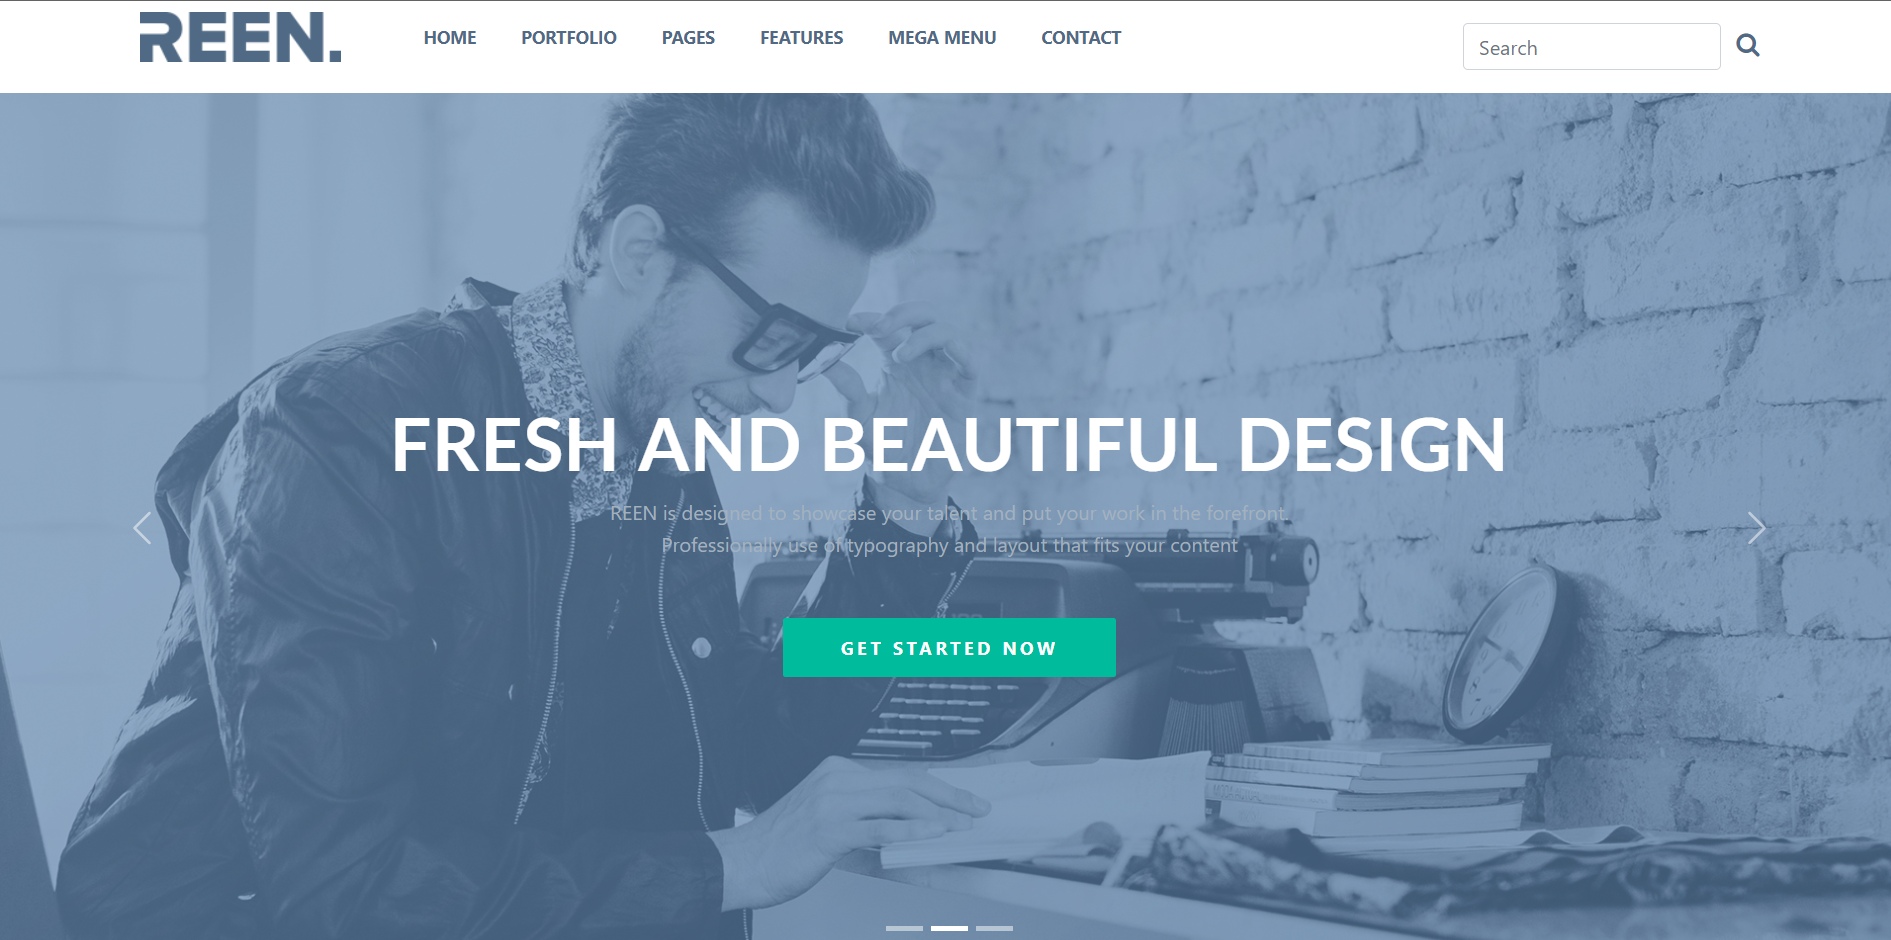 REEN.
HOME PORTFOLIO PAGES FEATURES MEGA MENU CONTACT
Search
FRESH AND BEAUTIFUL DESIGN
REEN is designed to showcase your talent and put your work in the forefront.
Professionally use of typography and layout that fits your content
GET STARTED NOW